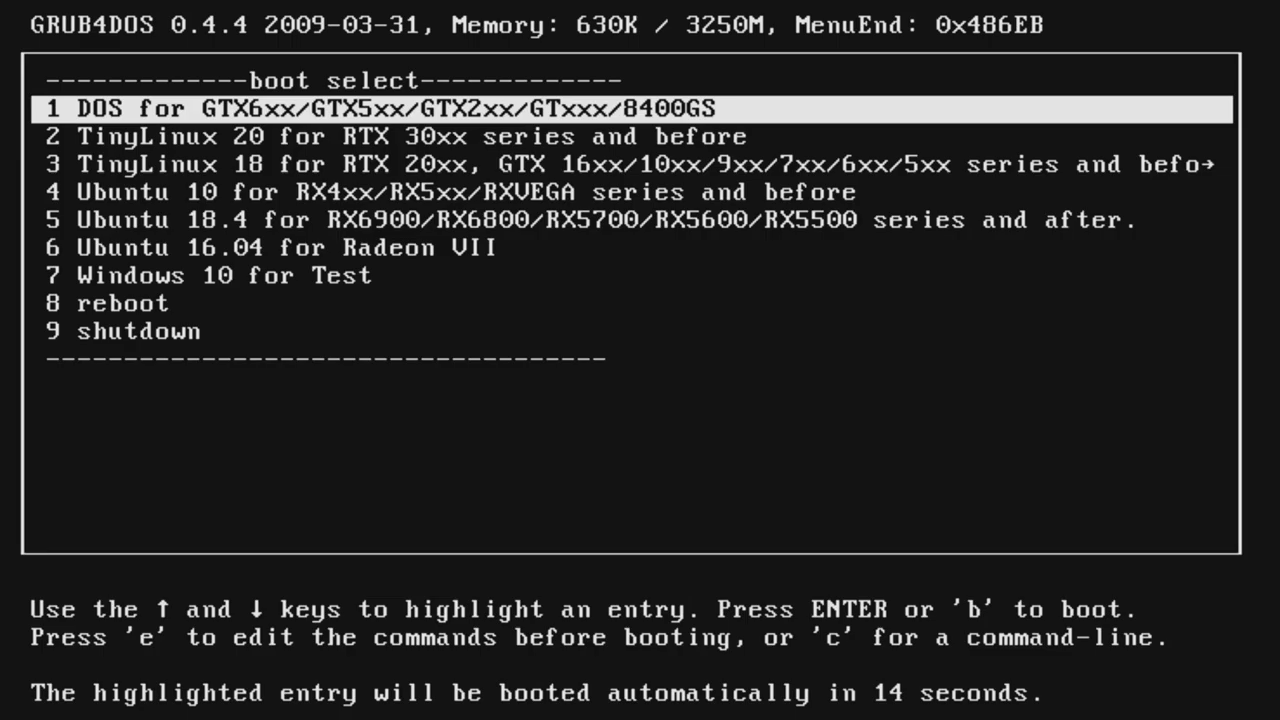 GRUB4DOS 0.4.4 2009-03-31, Memory: 630K / 3250M, MenuEnd: 0x486EB
-------------boot select-------------
1 DOS for GTX6xx/GTX5xx/GTX2xx/GTxxx/8400GS
2 TinyLinux 20 for RTX 30xx series and before
3 TinyLinux 18 for RTX 20xx, GTX 16xx/10xx/9xx/7xx/6xx/5xx series and befo→
4 Ubuntu 10 for RX4xx/RX5xx/RXVEGA series and before
5 Ubuntu 18.4 for RX6900/RX6800/RX5700/RX5600/RX5500 series and after.
6 Ubuntu 16.04 for Radeon VII
7 Windows 10 for Test
8 reboot
9 shutdown
------------------------------------
Use the ↑ and ↓ keys to highlight an entry. Press ENTER or 'b' to boot.
Press 'e' to edit the commands before booting, or 'c' for a command-line.
The highlighted entry will be booted automatically in 14 seconds.